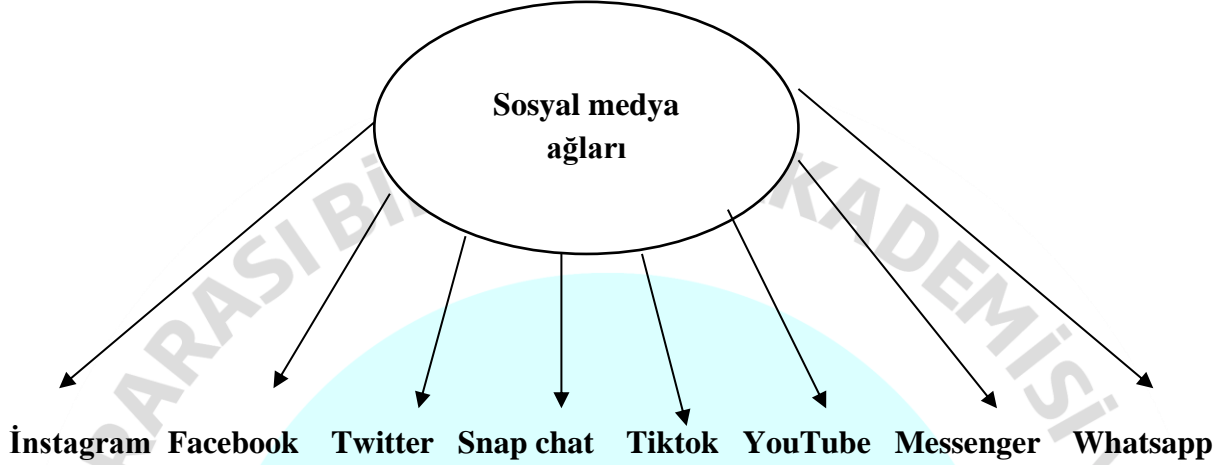 Sosyal medya
ağları
İnstagram Facebook Twitter Snap chat Tiktok YouTube Messenger Whatsapp